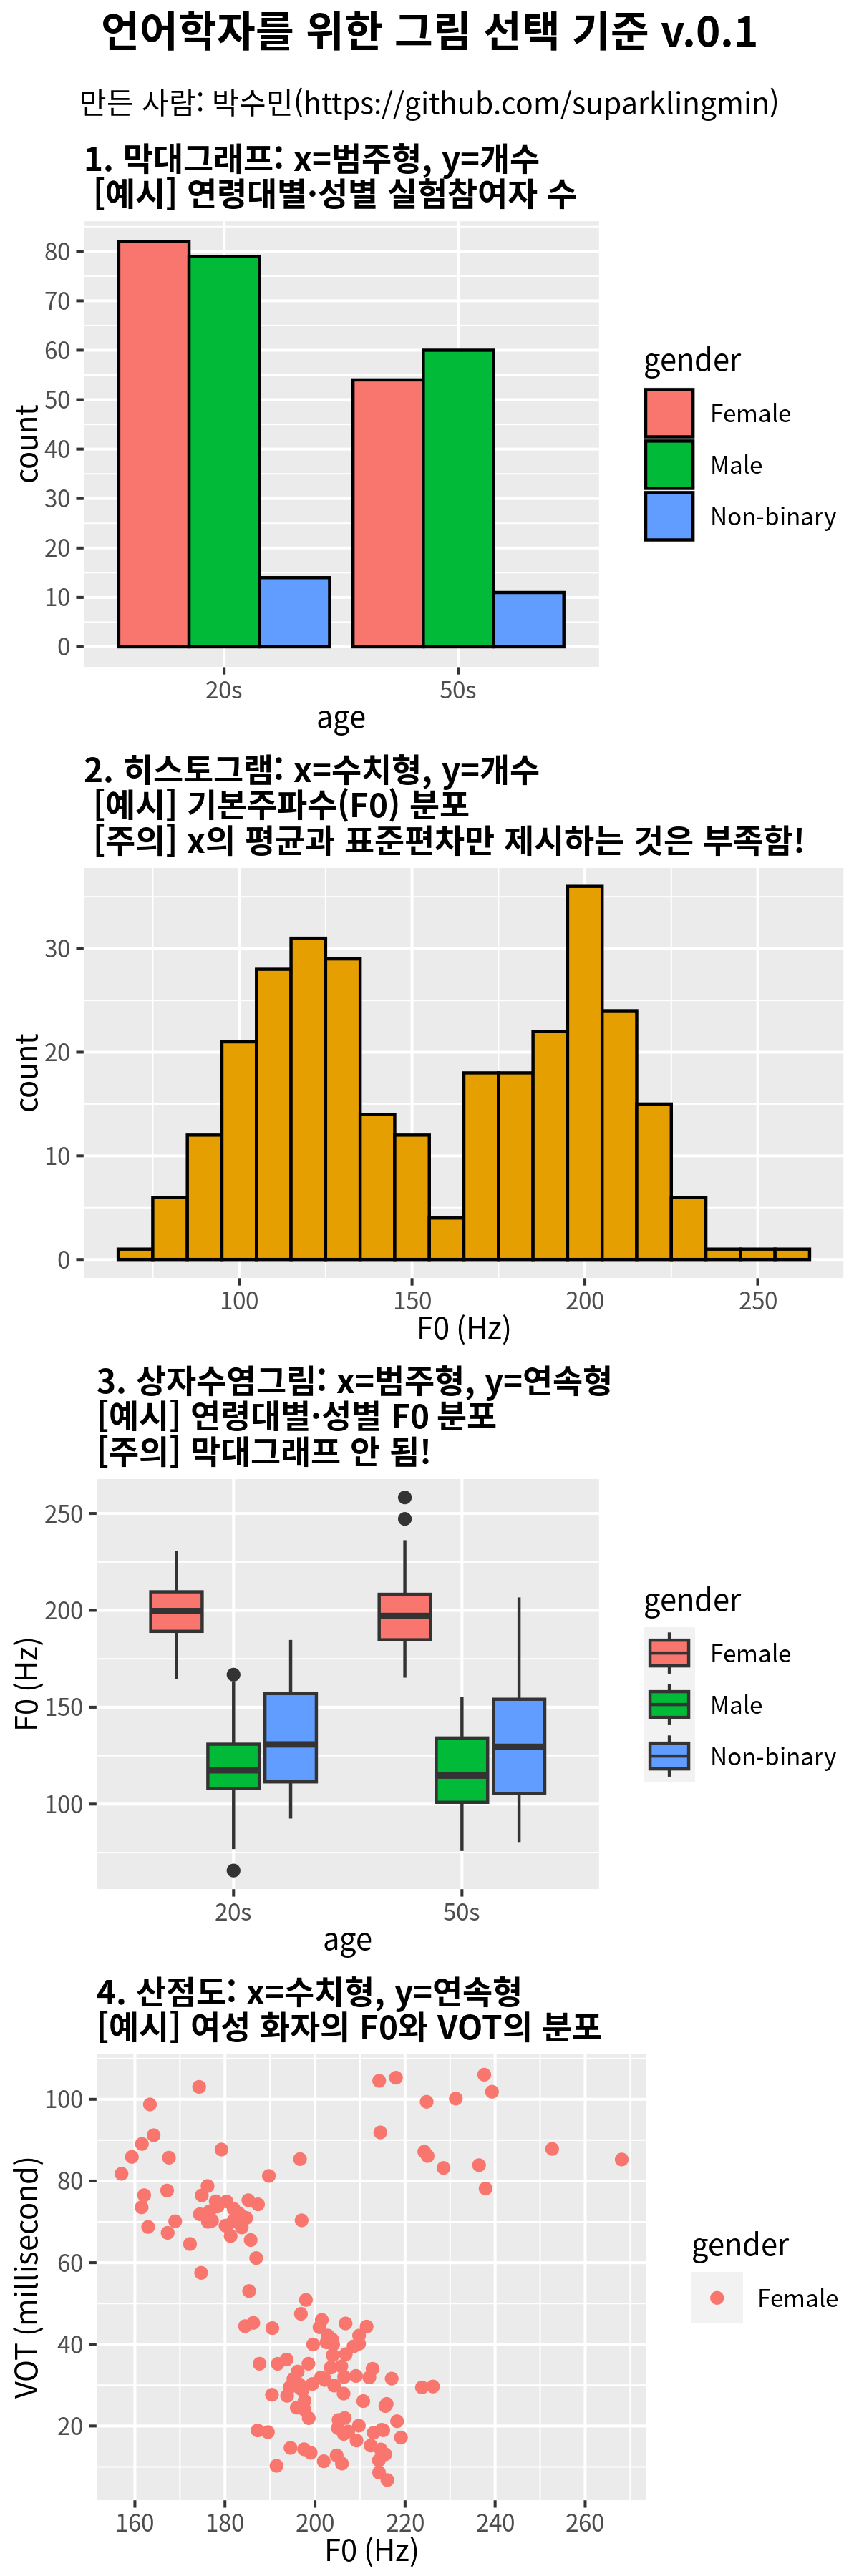 언어학자를 위한 그림 선택 기준 v.0.1
만든 사람: 박수민(https://github.com/suparklingmin)
1. 막대그래프: x=범주형, y=개수
[예시] 연령대별·성별 실험참여자 수
80
70
60
50
40
30
20
10
0
count
20s
50s
age
gender
Female
Male
Non-binary
2. 히스토그램: x=수치형, y=개수
[예시] 기본주파수(F0) 분포
[주의] x의 평균과 표준편차만 제시하는 것은 부족함!
30
20
10
0
count
100
150
200
250
F0 (Hz)
3. 상자수염그림: x=범주형, y=연속형
[예시] 연령대별·성별 F0 분포
[주의] 막대그래프 안 됨!
250
200
150
100
F0 (Hz)
20s
50s
age
gender
Female
Male
Non-binary
4. 산점도: x=수치형, y=연속형
[예시] 여성 화자의 F0와 VOT의 분포
100
80
60
40
20
VOT (millisecond)
160
180
200
220
240
260
F0 (Hz)
gender
Female